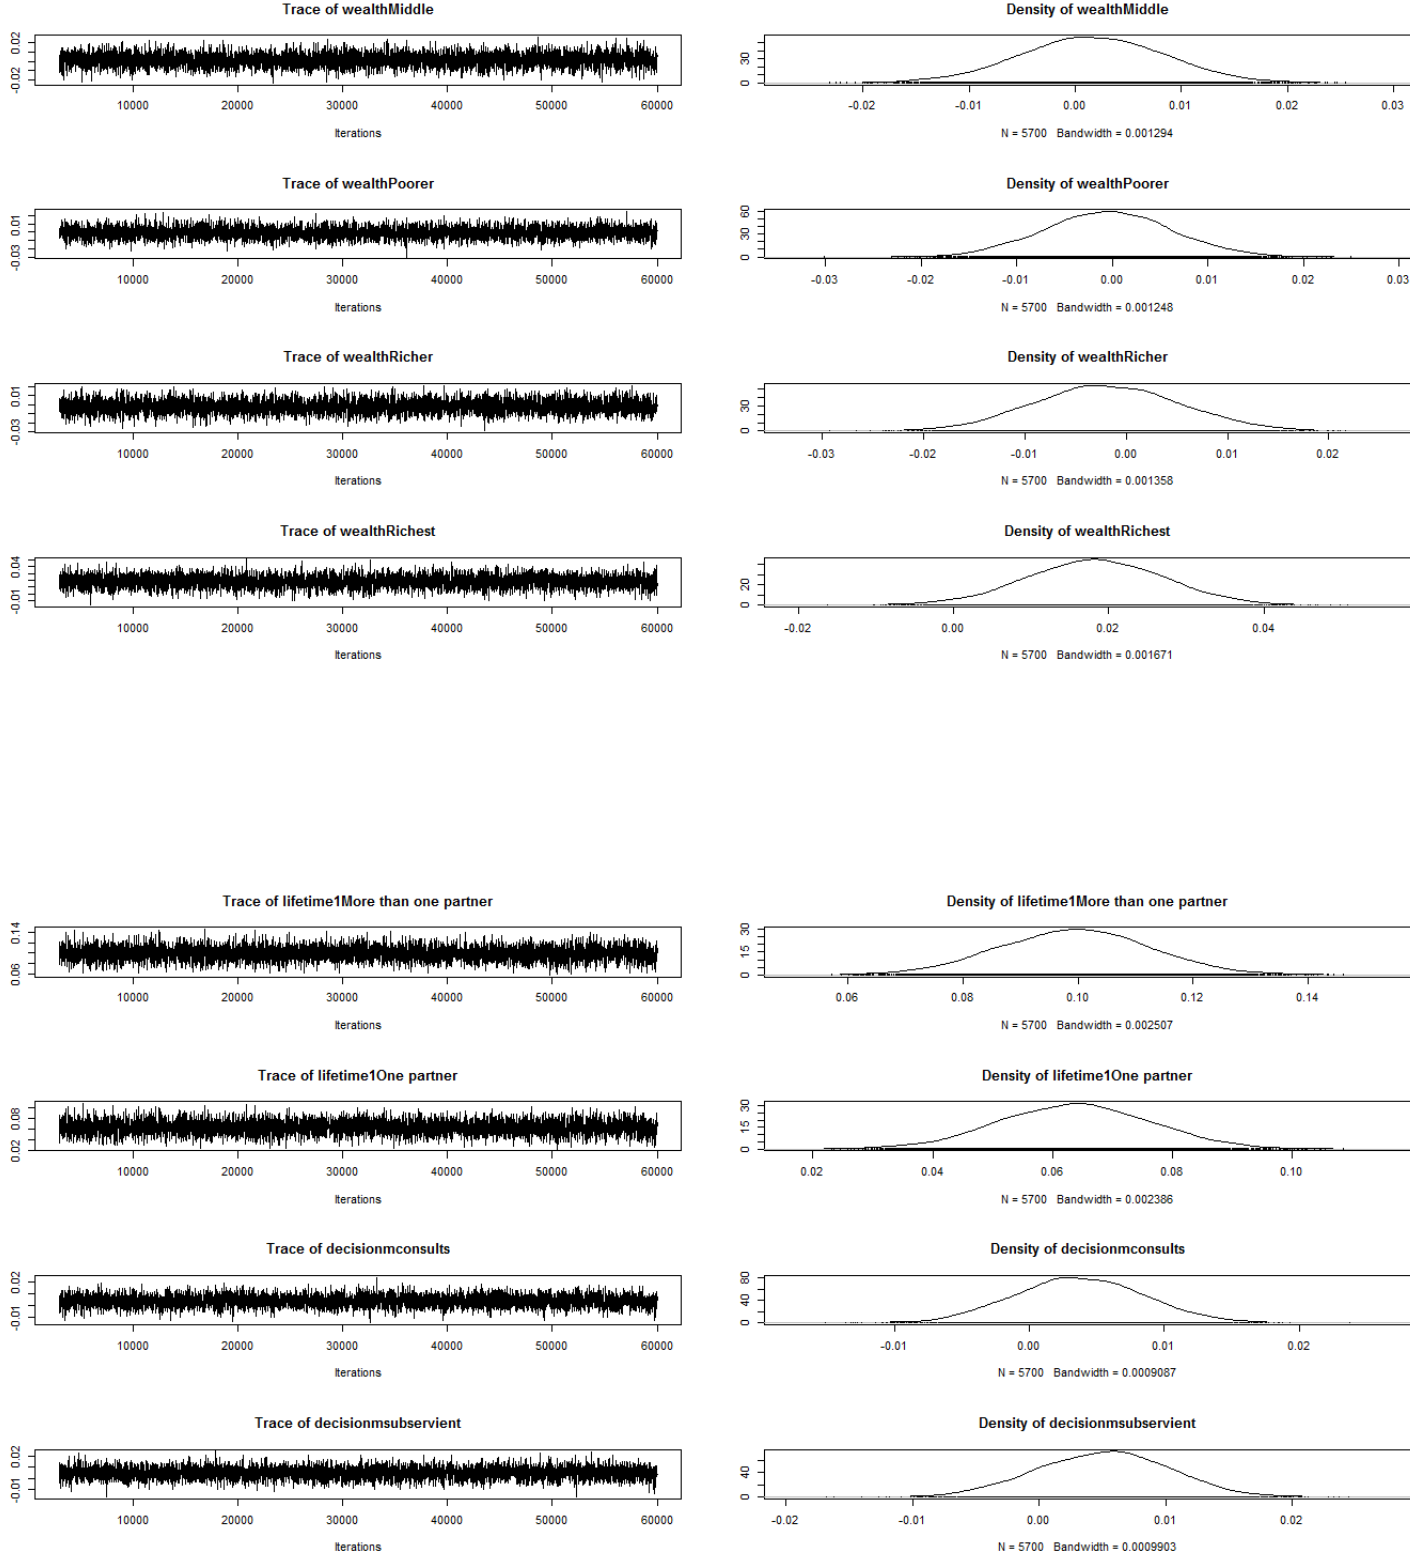 Trace of wealthMiddle
Density of wealthMiddle
-0.02 0.02
0 30
10000 20000 30000 40000 50000 60000
-0.02 -0.01 0.00 0.01 0.02 0.03
Iterations
N = 5700 Bandwidth = 0.001294
Trace of wealthPoorer
Density of wealthPoorer
-0.03 0.01
0 30 60
10000 20000 30000 40000 50000 60000
-0.03 -0.02 -0.01 0.00 0.01 0.02 0.03
Iterations
N = 5700 Bandwidth = 0.001248
Trace of wealthRicher
Density of wealthRicher
-0.03 0.01
0 30
10000 20000 30000 40000 50000 60000
-0.03 -0.02 -0.01 0.00 0.01 0.02
Iterations
N = 5700 Bandwidth = 0.001358
Trace of wealthRichest
Density of wealthRichest
-0.01 0.04
0 20
10000 20000 30000 40000 50000 60000
-0.02 0.00 0.02 0.04
Iterations
N = 5700 Bandwidth = 0.001671
Trace of lifetime1More than one partner
Density of lifetime1More than one partner
0.06 0.14
0 15 30
10000 20000 30000 40000 50000 60000
0.06 0.08 0.10 0.12 0.14
Iterations
N = 5700 Bandwidth = 0.002507
Trace of lifetime1One partner
Density of lifetime1One partner
0.02 0.08
0 15 30
10000 20000 30000 40000 50000 60000
0.02 0.04 0.06 0.08 0.10
Iterations
N = 5700 Bandwidth = 0.002386
Trace of decisionmconsults
Density of decisionmconsults
-0.01 0.02
0 40 80
10000 20000 30000 40000 50000 60000
-0.01 0.00 0.01 0.02
Iterations
N = 5700 Bandwidth = 0.0009087
Trace of decisionmsubservient
Density of decisionmsubservient
-0.01 0.02
0 40
10000 20000 30000 40000 50000 60000
-0.02 -0.01 0.00 0.01 0.02
Iterations
N = 5700 Bandwidth = 0.0009903